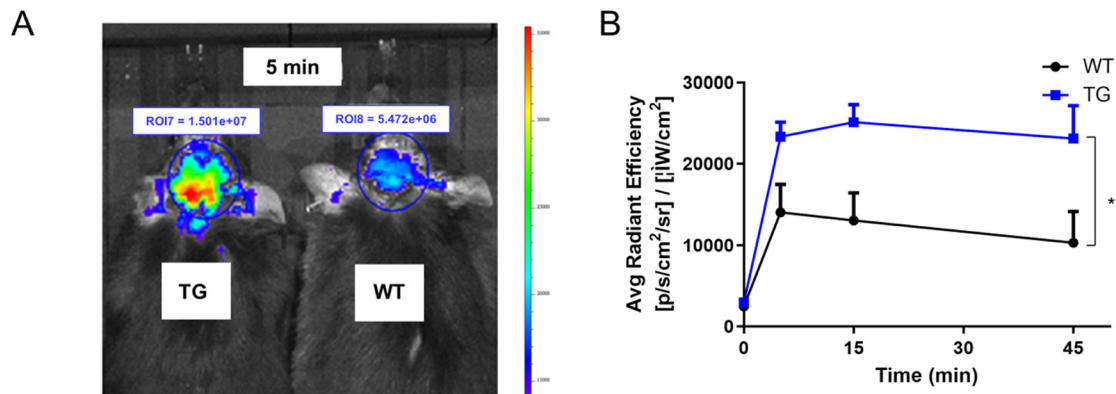 A
5 min
ROI7 = 1.501e+07
ROI8 = 5.472e+06
TG
WT
B
WT
TG
Avg Radiant Efficiency
[p/s/cm²/sr] / [¡ÌW/cm²]
30000
20000
10000
0
0
15
30
45
Time (min)
*